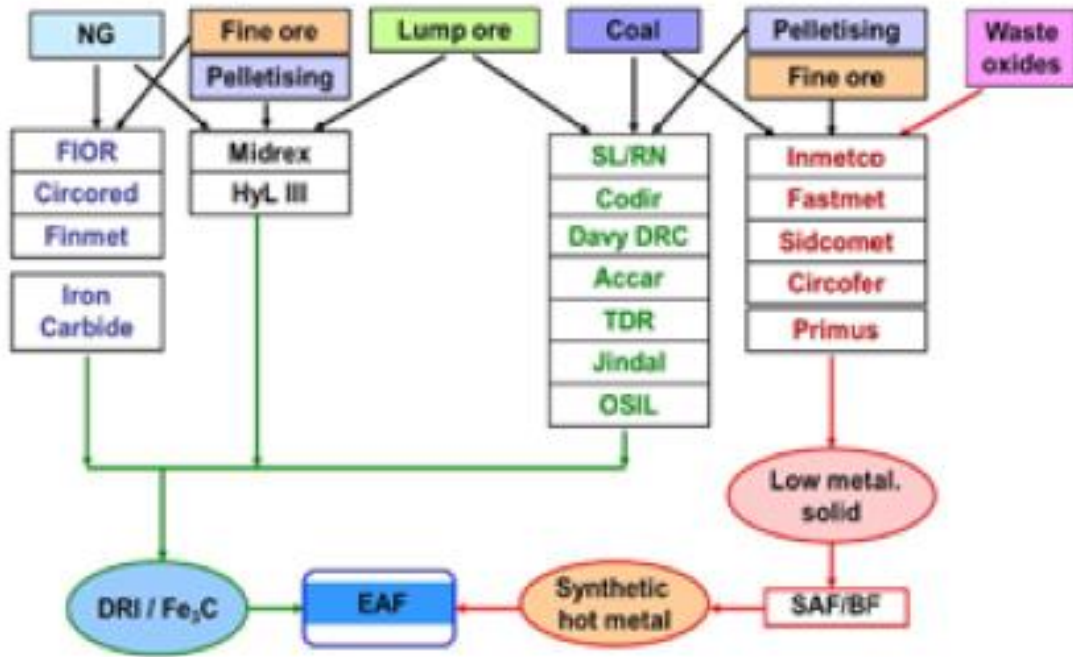 NG
Fine ore
Pelletising
Lump ore
Coal
Pelletising
Fine ore
Waste
oxides
FIOR
Circored
Finmet
Iron
Carbide
Midrex
HyL III
SL/RN
Codir
Davy DRC
Accar
TDR
Jindal
OSIL
Inmetco
Fastmet
Sidcomet
Circofer
Primus
Low metal.
solid
DRI / Fe₃C
EAF
Synthetic
hot metal
SAF/BF